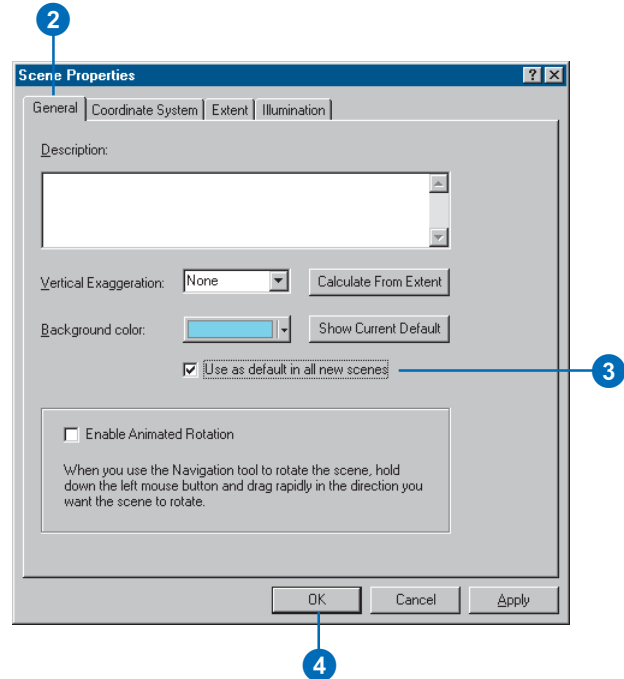 2
Scene Properties
General Coordinate System Extent Illumination
Description:
Vertical Exaggeration: None Calculate From Extent
Background color: Show Current Default
Use as default in all new scenes
3
Enable Animated Rotation
When you use the Navigation tool to rotate the scene, hold
down the left mouse button and drag rapidly in the direction you
want the scene to rotate.
OK Cancel Apply
4